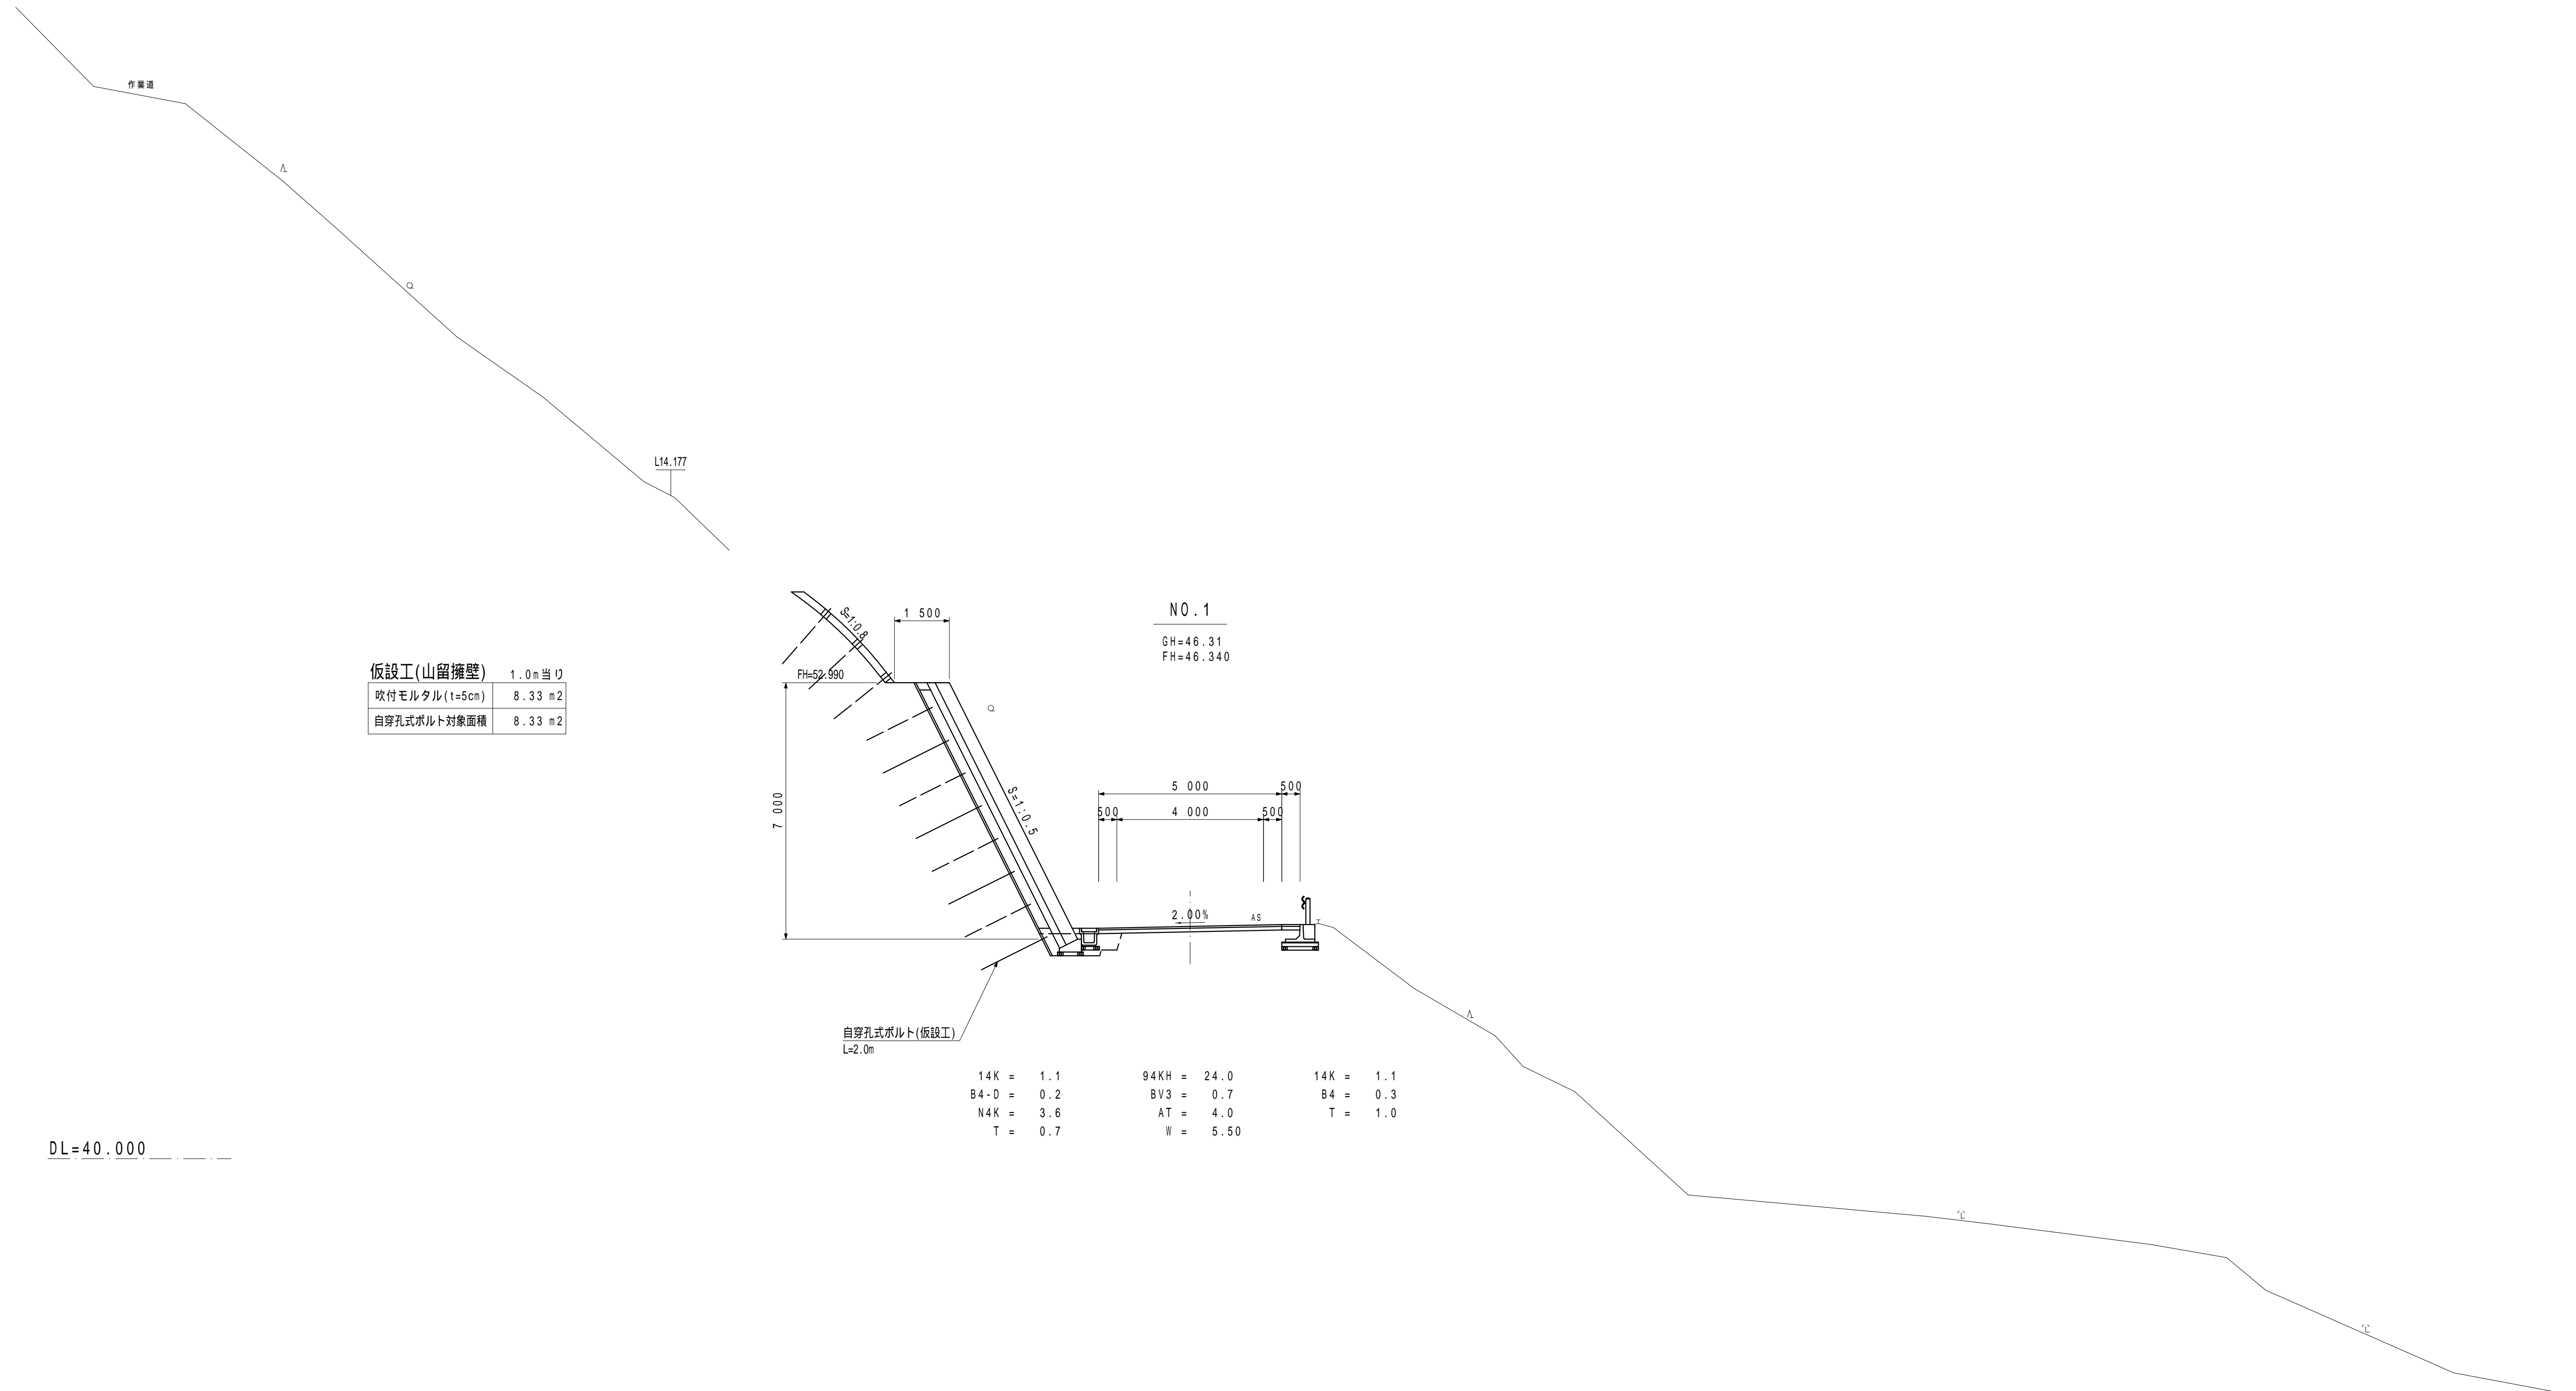 作業道
L14.177
S=1:0.8
1 500
NO.1
GH=46.31
FH=46.340
FH=52.990
仮設工(山留擁壁) 1.0m当り
吹付モルタル(t=5cm) 8.33 m2
自穿孔式ボルト対象面積 8.33 m2
7 000
S=1:0.5
5 000 500
500 4 000 500
2.00%
AS
自穿孔式ボルト(仮設工)
L=2.0m
14K = 1.1
B4-D = 0.2
N4K = 3.6
T = 0.7
94KH = 24.0
BV3 = 0.7
AT = 4.0
W = 5.50
14K = 1.1
B4 = 0.3
T = 1.0
DL=40.000